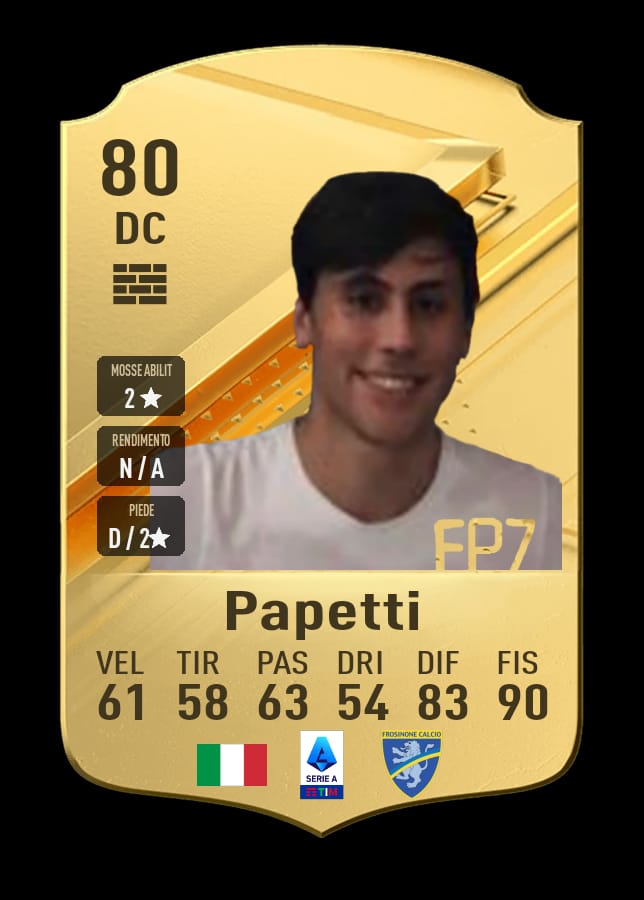 80
DC
MOSSE ABILIT
2★
RENDIMENTO
N / A
PIEDE
D / 2★
FP7
Papetti
VEL TIR PAS DRI DIF FIS
61 58 63 54 83 90
FROSINONE CALCIO
SERIE A
TIM